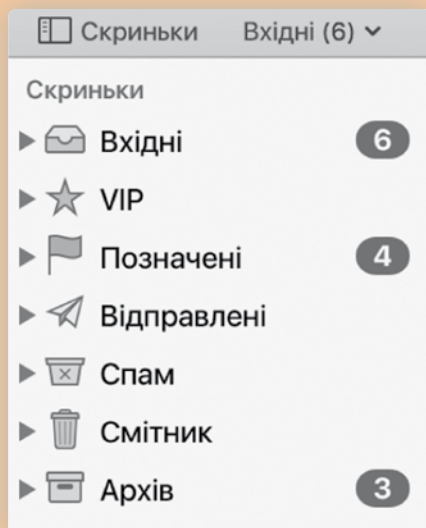 Скриньки Вхідні (6)
Скриньки
Вхідні 6
VIP
Позначені 4
Відправлені
Спам
Смітник
Архів 3